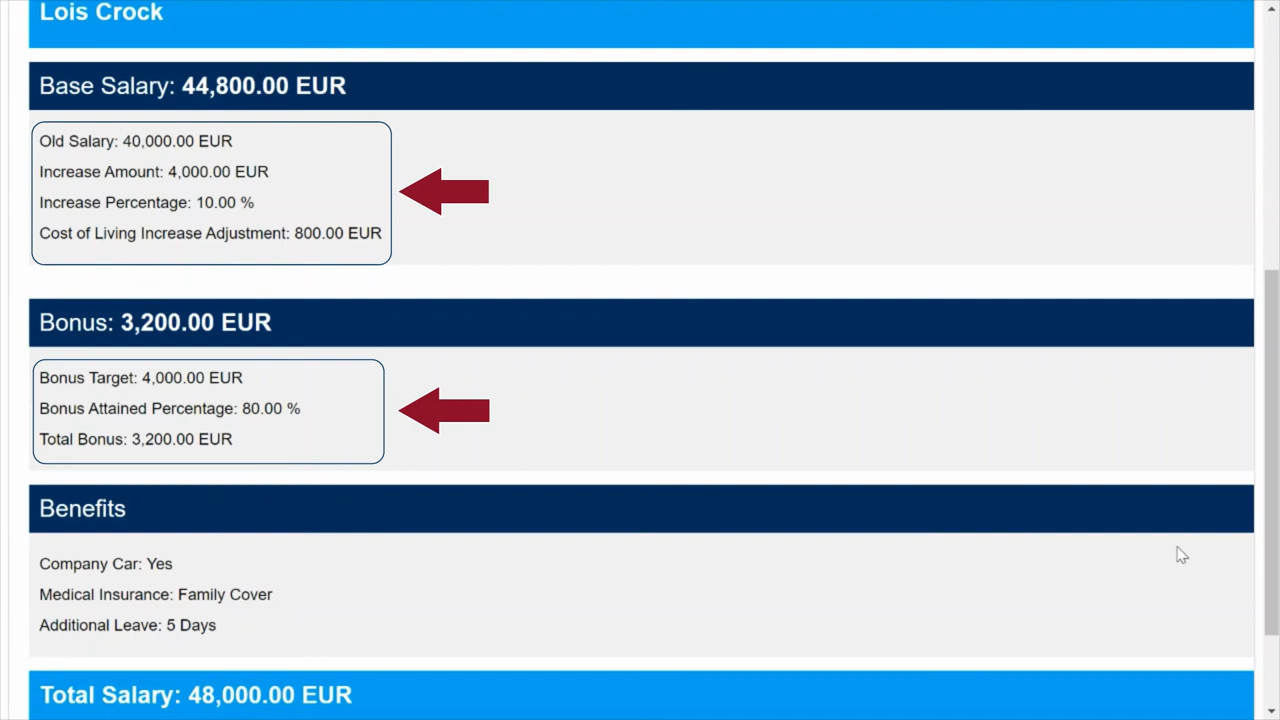 Lois Crock
Base Salary: 44,800.00 EUR
Old Salary: 40,000.00 EUR
Increase Amount: 4,000.00 EUR
Increase Percentage: 10.00 %
Cost of Living Increase Adjustment: 800.00 EUR
Bonus: 3,200.00 EUR
Bonus Target: 4,000.00 EUR
Bonus Attained Percentage: 80.00 %
Total Bonus: 3,200.00 EUR
Benefits
Company Car: Yes
Medical Insurance: Family Cover
Additional Leave: 5 Days
Total Salary: 48,000.00 EUR